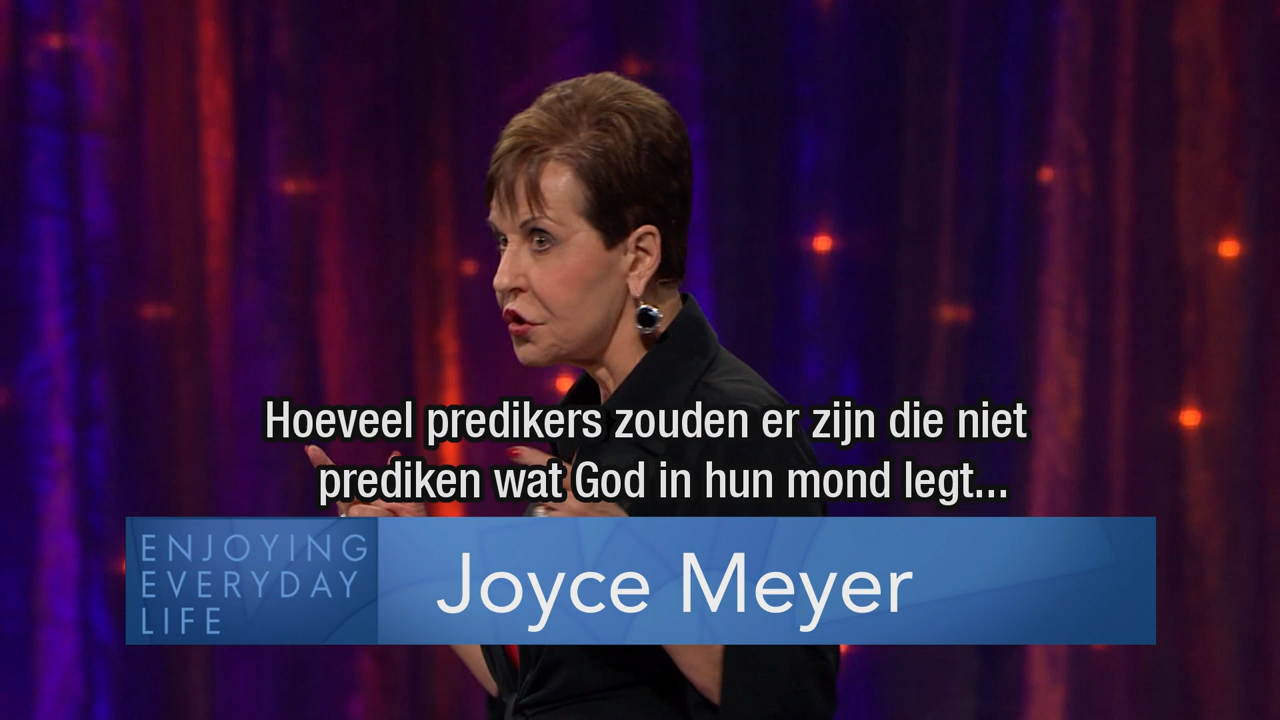 Hoeveel predikers zouden er zijn die niet
prediken wat God in hun mond legt...
ENJOYING
EVERYDAY
LIFE
Joyce Meyer